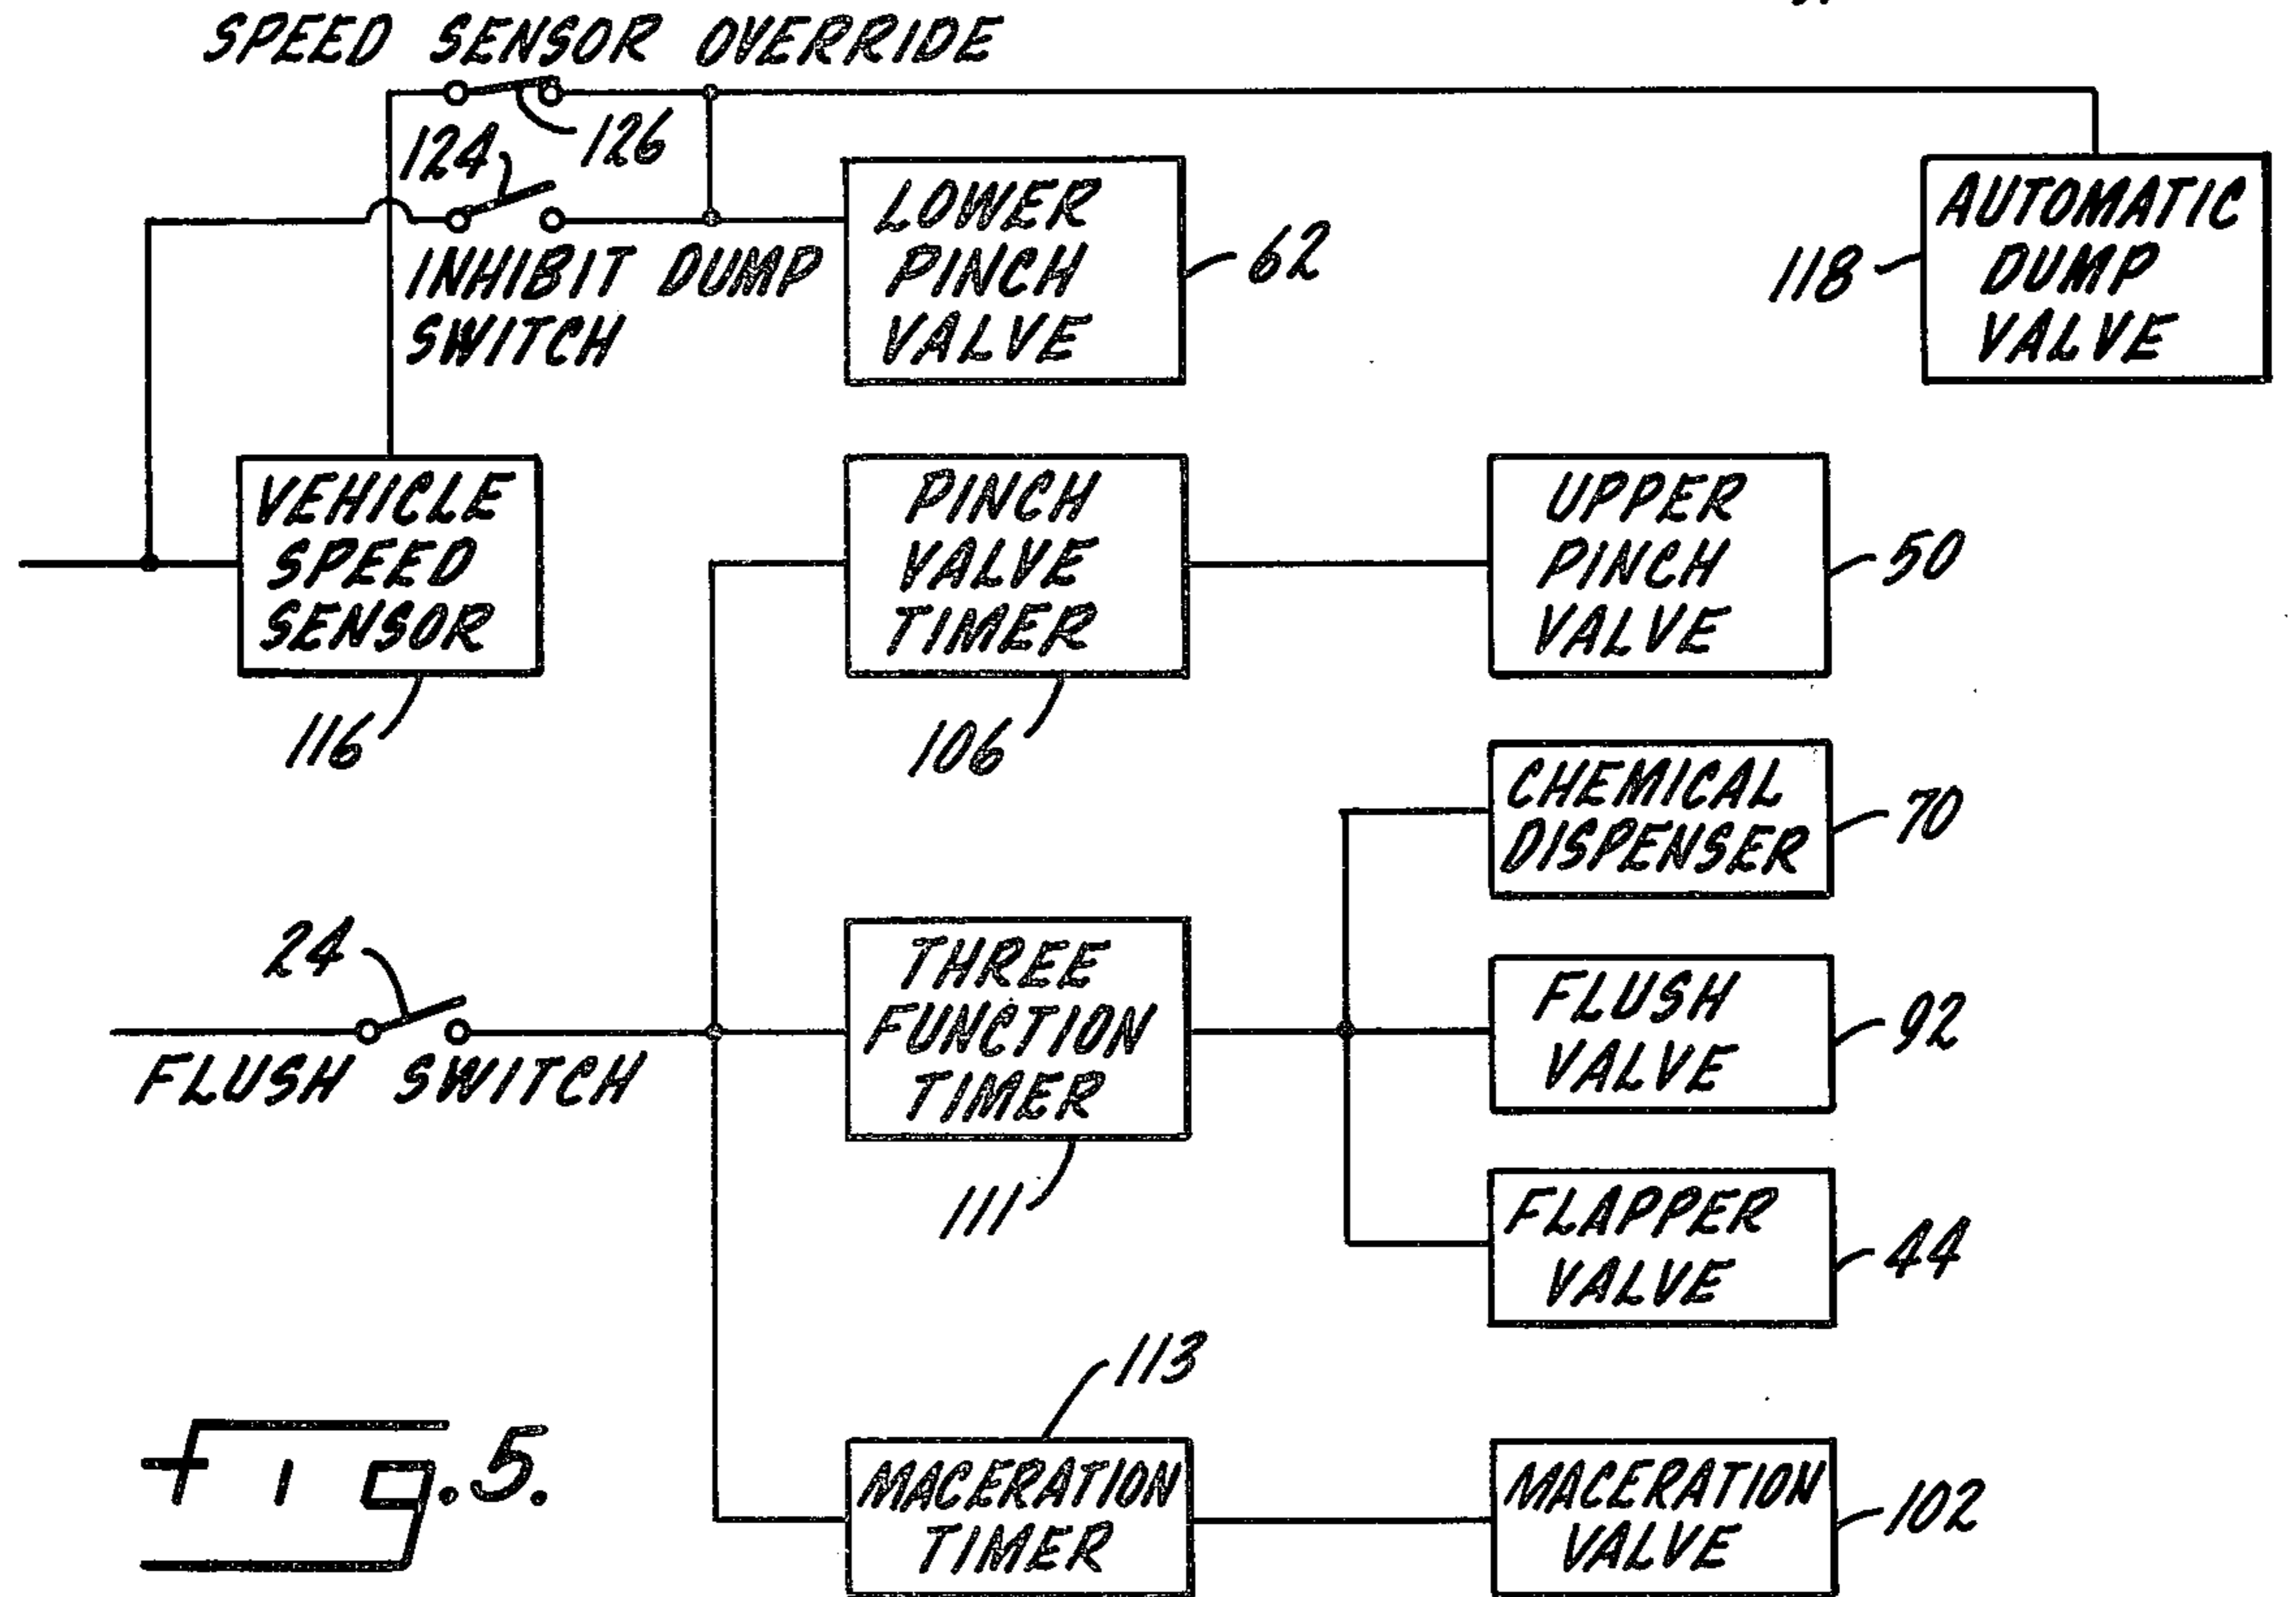 SPEED SENSOR OVERRIDE
126
124
INHIBIT DUMP
SWITCH
LOWER
PINCH
VALVE
62
AUTOMATIC
DUMP
VALVE
118
VEHICLE
SPEED
SENSOR
116
PINCH
VALVE
TIMER
106
UPPER
PINCH
VALVE
50
CHEMICAL
DISPENSER
70
24
FLUSH SWITCH
THREE
FUNCTION
TIMER
111
FLUSH
VALVE
92
FLAPPER
VALVE
44
113
MACERATION
TIMER
MACERATION
VALVE
102
Fig. 5.